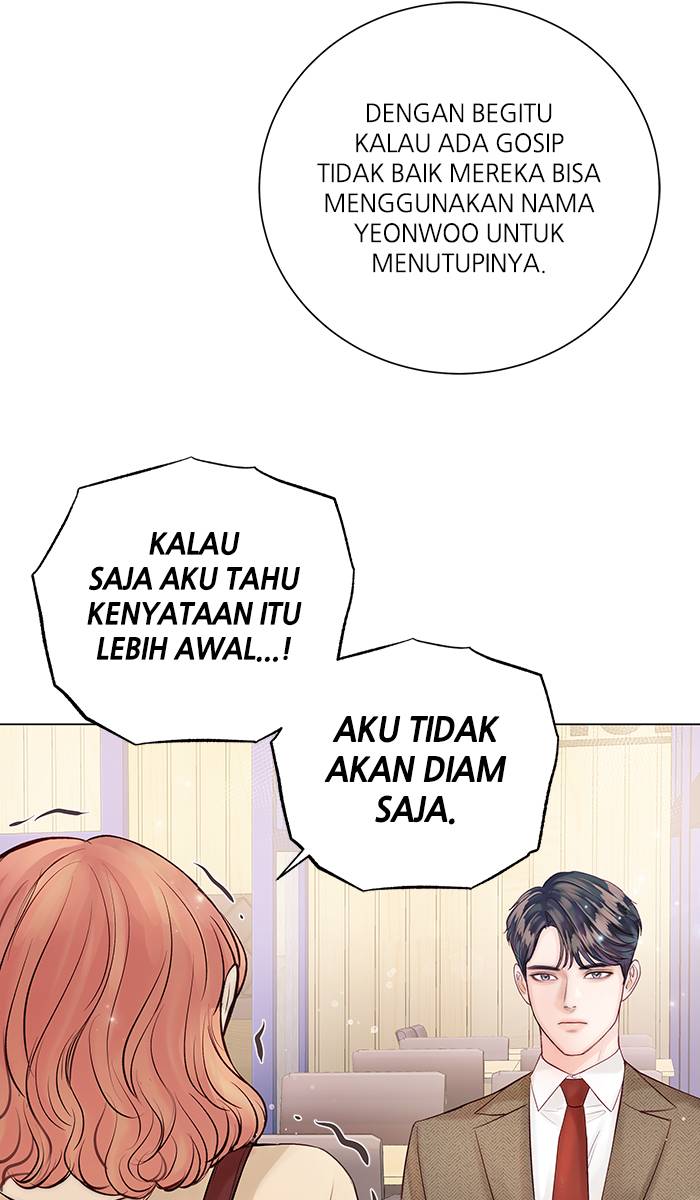 DENGAN BEGITU
KALAU ADA GOSIP
TIDAK BAIK MEREKA BISA
MENGGUNAKAN NAMA
YEONWOO UNTUK
MENUTUPINYA.
KALAU
SAJA AKU TAHU
KENYATAAN ITU
LEBIH AWAL...!
AKU TIDAK
AKAN DIAM
SAJA.